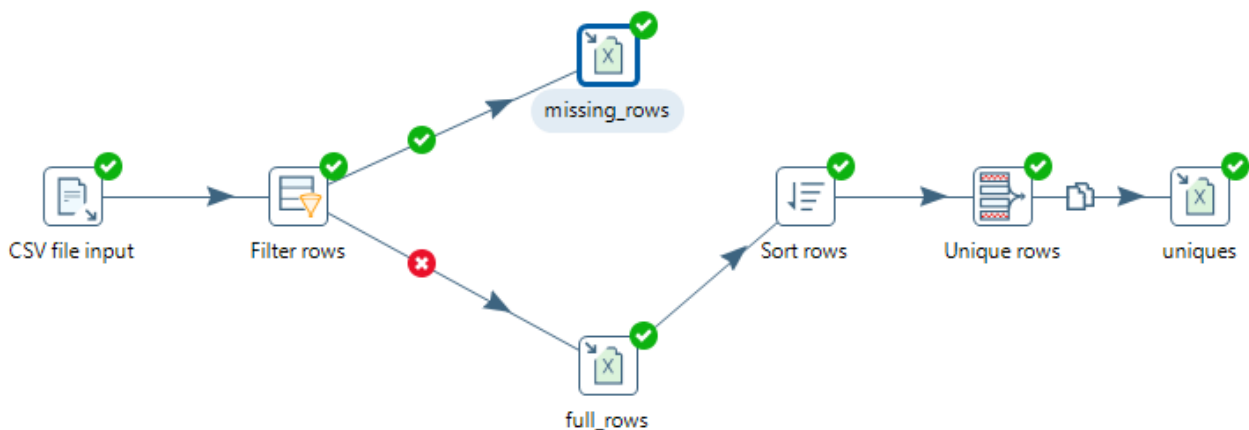 missing_rows
CSV file input
Filter rows
Sort rows
Unique rows
uniques
full_rows